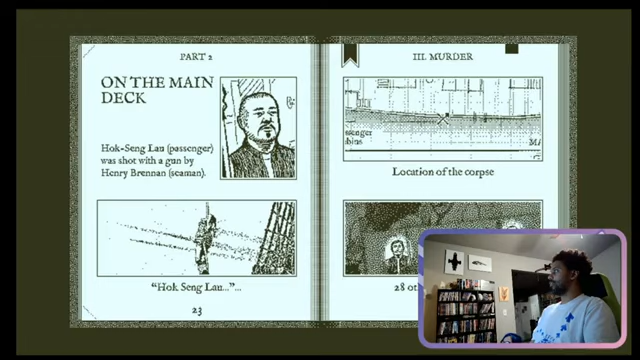 PART 2
ON THE MAIN
DECK
Hok-Seng Lau (passenger)
was shot with a gun by
Henry Brennan (seaman).
"Hok Seng Lau..."...
23
III. MURDER
Location of the corpse
28 ot